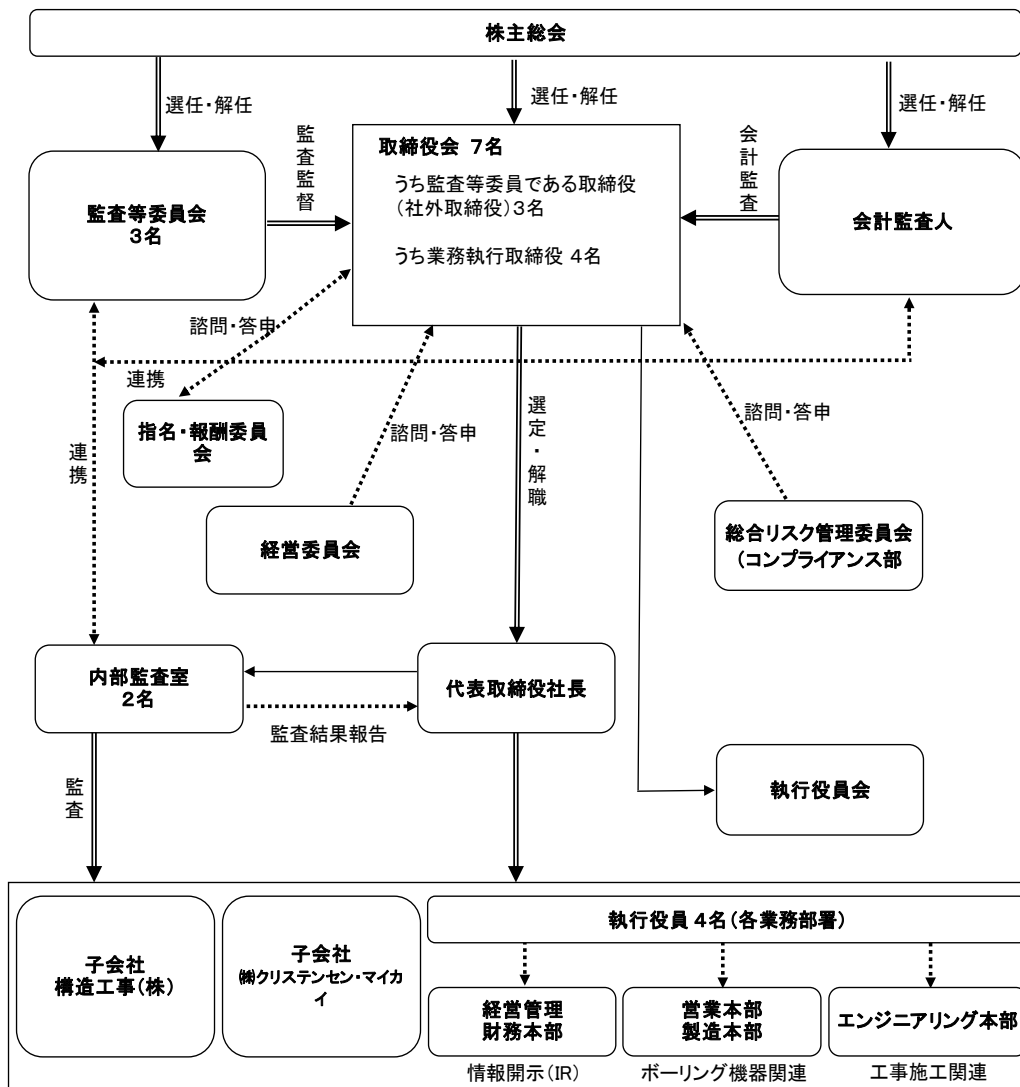 株主総会
選任・解任
選任・解任
選任・解任
監査監督
取締役会 7名
うち監査等委員である取締役
(社外取締役)3名
うち業務執行取締役 4名
会計監査
監査等委員会
3名
会計監査人
諮問・答申
連携
指名・報酬委員
会
諮問・答申
選定・解職
諮問・答申
連携
経営委員会
総合リスク管理委員会
(コンプライアンス部
内部監査室
2名
代表取締役社長
監査結果報告
監査
執行役員会
子会社
構造工事(株)
子会社
㈱クリステンセン・マイカ
イ
執行役員 4名(各業務部署)
経営管理
財務本部
営業本部
製造本部
エンジニアリング本部
情報開示(IR)
ボーリング機器関連
工事施工関連